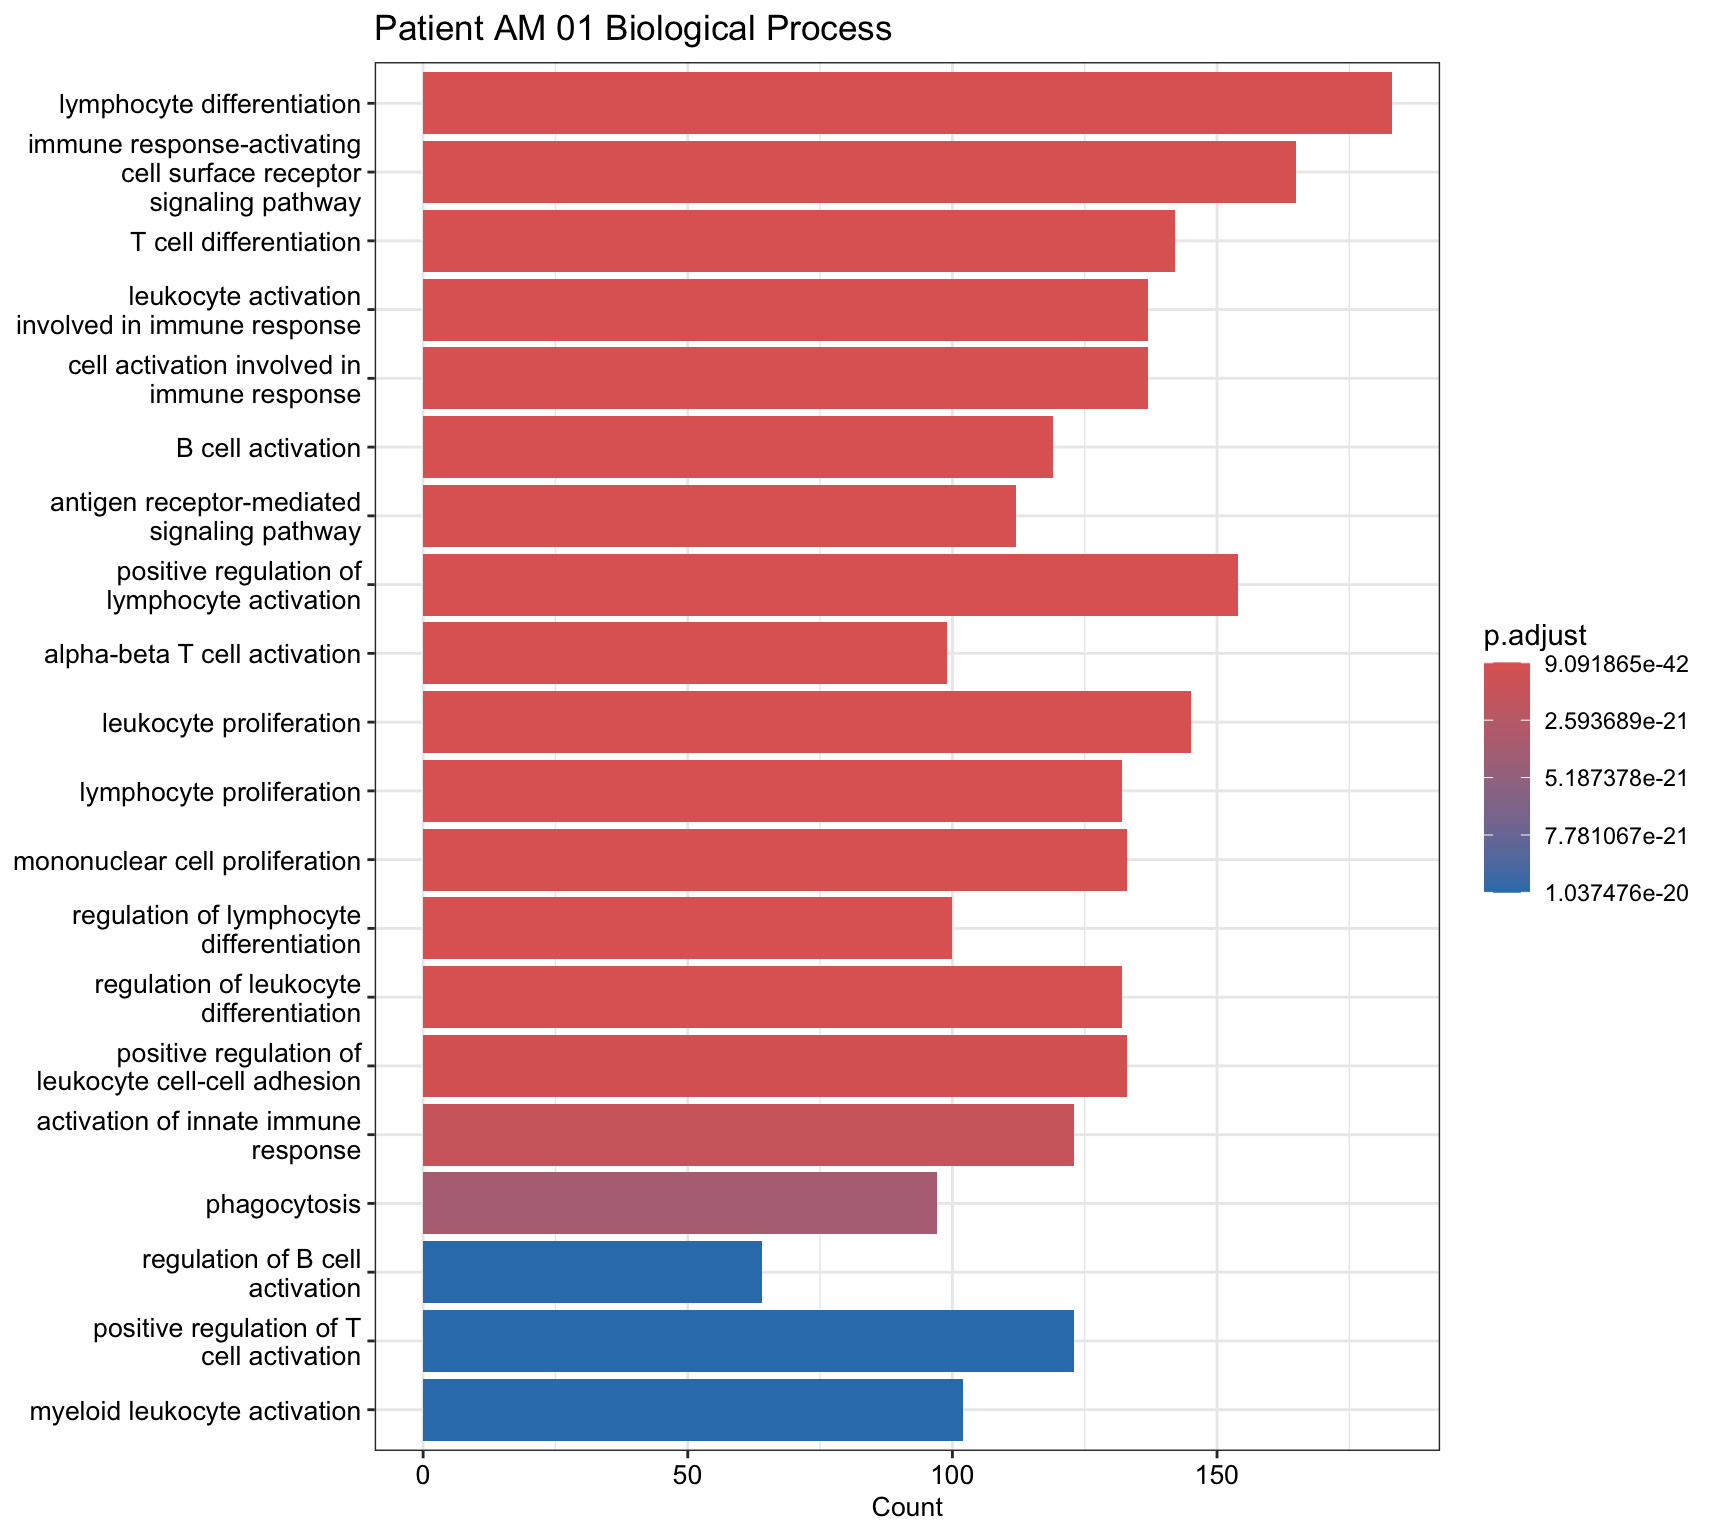 Patient AM 01 Biological Process
lymphocyte differentiation
immune response-activating
cell surface receptor
signaling pathway
T cell differentiation
leukocyte activation
involved in immune response
cell activation involved in
immune response
B cell activation
antigen receptor-mediated
signaling pathway
positive regulation of
lymphocyte activation
alpha-beta T cell activation
leukocyte proliferation
lymphocyte proliferation
mononuclear cell proliferation
regulation of lymphocyte
differentiation
regulation of leukocyte
differentiation
positive regulation of
leukocyte cell-cell adhesion
activation of innate immune
response
phagocytosis
regulation of B cell
activation
positive regulation of T
cell activation
myeloid leukocyte activation
0
50
100
150
Count
p.adjust
9.091865e-42
2.593689e-21
5.187378e-21
7.781067e-21
1.037476e-20